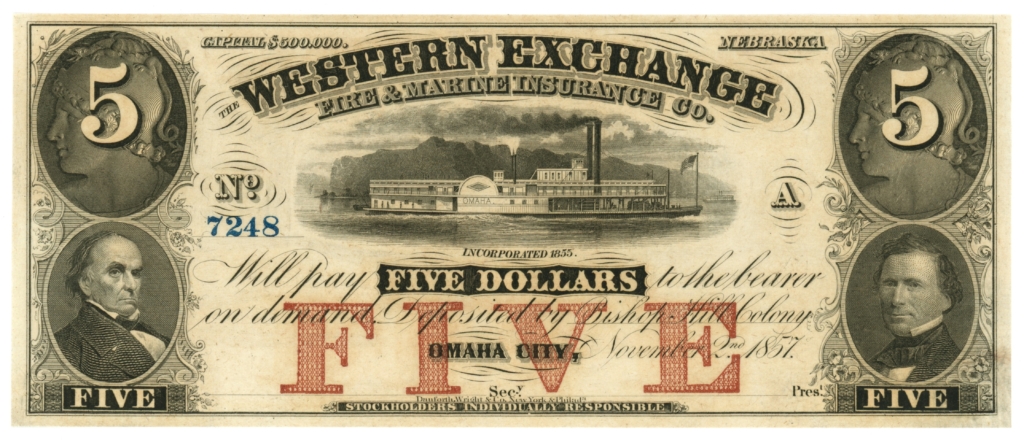 CAPITAL $500,000.
NEBRASKA
THE WESTERN EXCHANGE
FIRE & MARINE INSURANCE CO.
5
5
OMAHA
No
A
7248
INCORPORATED 1855.
Will pay FIVE DOLLARS to the bearer
on demand Deposited by Bishop Hill Colony
FIVE
OMAHA CITY, November 2nd 1857.
Secy
Prest
Danforth, Wright & Co. New York & Philada
FIVE
STOCKHOLDERS INDIVIDUALLY RESPONSIBLE.
FIVE